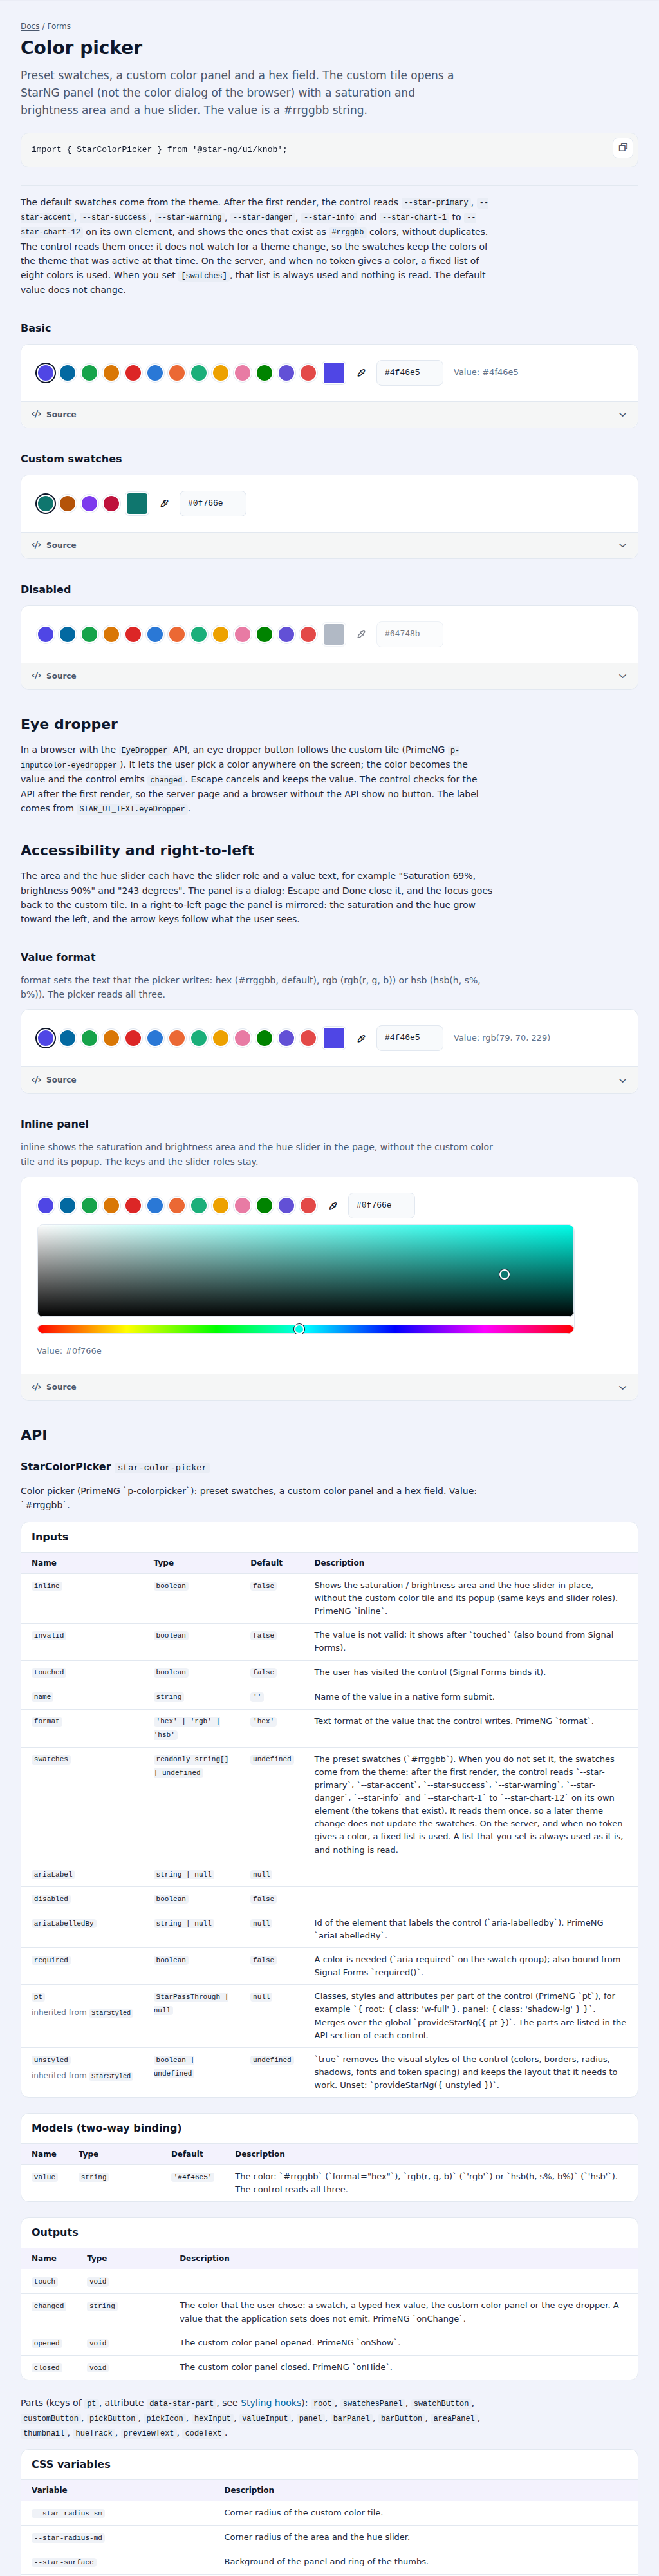 Docs / Forms
Color picker
Preset swatches, a custom color panel and a hex field. The custom tile opens a
StarNG panel (not the color dialog of the browser) with a saturation and
brightness area and a hue slider. The value is a #rrggbb string.
import { StarColorPicker } from '@star-ng/ui/knob';
The default swatches come from the theme. After the first render, the control reads --star-primary, --
star-accent, --star-success, --star-warning, --star-danger, --star-info and --star-chart-1 to --
star-chart-12 on its own element, and shows the ones that exist as #rrggbb colors, without duplicates.
The control reads them once: it does not watch for a theme change, so the swatches keep the colors of
the theme that was active at that time. On the server, and when no token gives a color, a fixed list of
eight colors is used. When you set [swatches], that list is always used and nothing is read. The default
value does not change.
Basic
#4f46e5 Value: #4f46e5
Source
Custom swatches
#0f766e
Source
Disabled
#64748b
Source
Eye dropper
In a browser with the EyeDropper API, an eye dropper button follows the custom tile (PrimeNG p-
inputcolor-eyedropper). It lets the user pick a color anywhere on the screen; the color becomes the
value and the control emits changed. Escape cancels and keeps the value. The control checks for the
API after the first render, so the server page and a browser without the API show no button. The label
comes from STAR_UI_TEXT.eyeDropper.
Accessibility and right-to-left
The area and the hue slider each have the slider role and a value text, for example "Saturation 69%,
brightness 90%" and "243 degrees". The panel is a dialog: Escape and Done close it, and the focus goes
back to the custom tile. In a right-to-left page the panel is mirrored: the saturation and the hue grow
toward the left, and the arrow keys follow what the user sees.
Value format
format sets the text that the picker writes: hex (#rrggbb, default), rgb (rgb(r, g, b)) or hsb (hsb(h, s%,
b%)). The picker reads all three.
#4f46e5 Value: rgb(79, 70, 229)
Source
Inline panel
inline shows the saturation and brightness area and the hue slider in the page, without the custom color
tile and its popup. The keys and the slider roles stay.
#0f766e
Value: #0f766e
Source
API
StarColorPicker star-color-picker
Color picker (PrimeNG `p-colorpicker`): preset swatches, a custom color panel and a hex field. Value:
`#rrggbb`.
Inputs
Name Type Default Description
inline boolean false Shows the saturation / brightness area and the hue slider in place,
without the custom color tile and its popup (same keys and slider roles).
PrimeNG `inline`.
invalid boolean false The value is not valid; it shows after `touched` (also bound from Signal
Forms).
touched boolean false The user has visited the control (Signal Forms binds it).
name string '' Name of the value in a native form submit.
format 'hex' | 'rgb' | 'hex' Text format of the value that the control writes. PrimeNG `format`.
'hsb'
swatches readonly string[] undefined The preset swatches (`#rrggbb`). When you do not set it, the swatches
| undefined come from the theme: after the first render, the control reads `--star-
primary`, `--star-accent`, `--star-success`, `--star-warning`, `--star-
danger`, `--star-info` and `--star-chart-1` to `--star-chart-12` on its own
element (the tokens that exist). It reads them once, so a later theme
change does not update the swatches. On the server, and when no token
gives a color, a fixed list is used. A list that you set is always used as it is,
and nothing is read.
ariaLabel string | null null
disabled boolean false
ariaLabelledBy string | null null Id of the element that labels the control (`aria-labelledby`). PrimeNG
`ariaLabelledBy`.
required boolean false A color is needed (`aria-required` on the swatch group); also bound from
Signal Forms `required()`.
pt StarPassThrough | null Classes, styles and attributes per part of the control (PrimeNG `pt`), for
inherited from StarStyled null example `{ root: { class: 'w-full' }, panel: { class: 'shadow-lg' } }`.
Merges over the global `provideStarNg({ pt })`. The parts are listed in the
API section of each control.
unstyled boolean | undefined `true` removes the visual styles of the control (colors, borders, radius,
inherited from StarStyled undefined shadows, fonts and token spacing) and keeps the layout that it needs to
work. Unset: `provideStarNg({ unstyled })`.
Models (two-way binding)
Name Type Default Description
value string '#4f46e5' The color: `#rrggbb` (`format="hex"`), `rgb(r, g, b)` (`'rgb'`) or `hsb(h, s%, b%)` (`'hsb'`).
The control reads all three.
Outputs
Name Type Description
touch void
changed string The color that the user chose: a swatch, a typed hex value, the custom color panel or the eye dropper. A
value that the application sets does not emit. PrimeNG `onChange`.
opened void The custom color panel opened. PrimeNG `onShow`.
closed void The custom color panel closed. PrimeNG `onHide`.
Parts (keys of pt, attribute data-star-part, see Styling hooks): root, swatchesPanel, swatchButton,
customButton, pickButton, pickIcon, hexInput, valueInput, panel, barPanel, barButton, areaPanel,
thumbnail, hueTrack, previewText, codeText.
CSS variables
Variable Description
--star-radius-sm Corner radius of the custom color tile.
--star-radius-md Corner radius of the area and the hue slider.
--star-surface Background of the panel and ring of the thumbs.